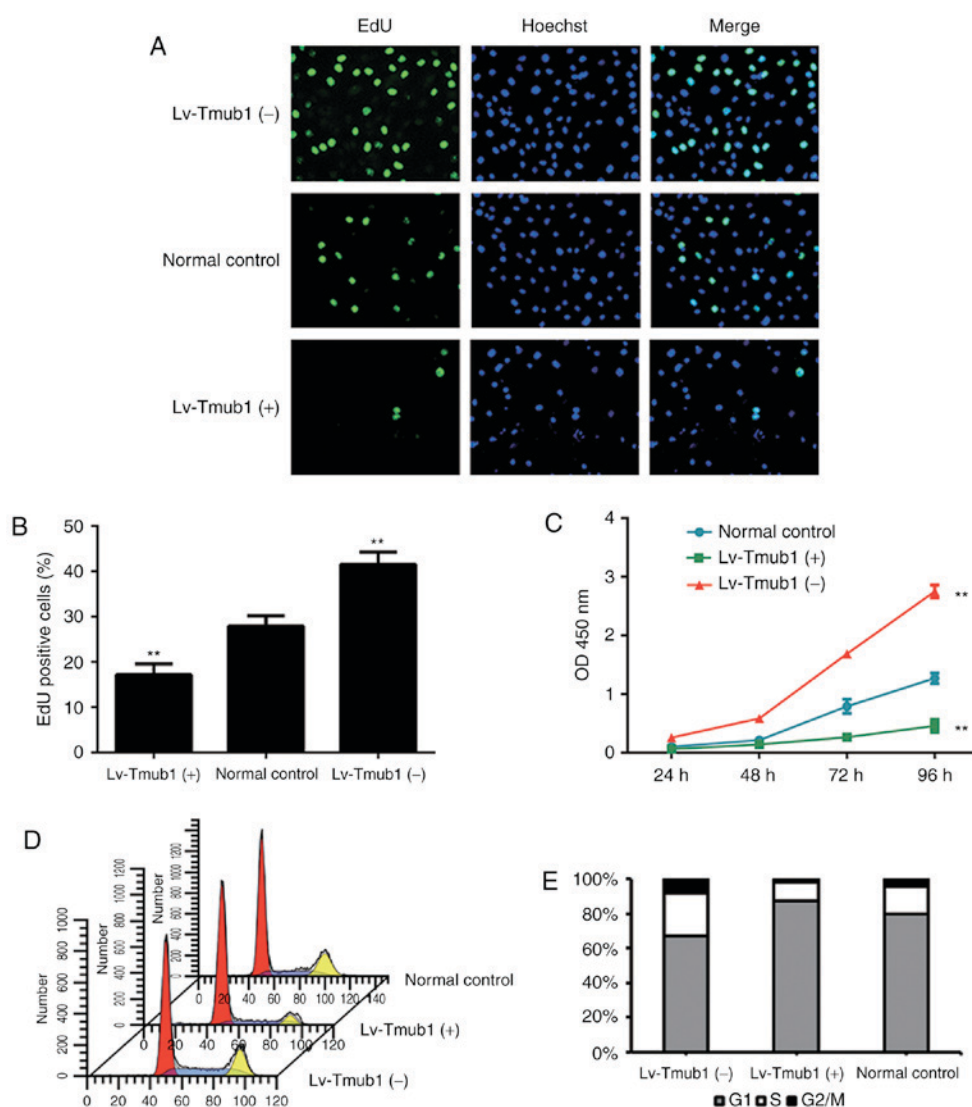 A
EdU Hoechst Merge
Lv-Tmub1 (−)
Normal control
Lv-Tmub1 (+)
B
EdU positive cells (%)
50
40
30
20
10
0
**
**
Lv-Tmub1 (+) Normal control Lv-Tmub1 (−)
C
OD 450 nm
4
3
2
1
0
Normal control
Lv-Tmub1 (+)
Lv-Tmub1 (−)
**
**
24 h 48 h 72 h 96 h
D
Number
0 200 400 600 800 1000 1200
0 20 40 60 80 100 120 140
Normal control
Number
0 200 400 600 800 1000 1200
0 20 40 60 80 100 120
Lv-Tmub1 (+)
Number
0 200 400 600 800 1000
0 20 40 60 80 100 120
Lv-Tmub1 (−)
E
100%
80%
60%
40%
20%
0%
Lv-Tmub1 (−) Lv-Tmub1 (+) Normal control
G1 S G2/M